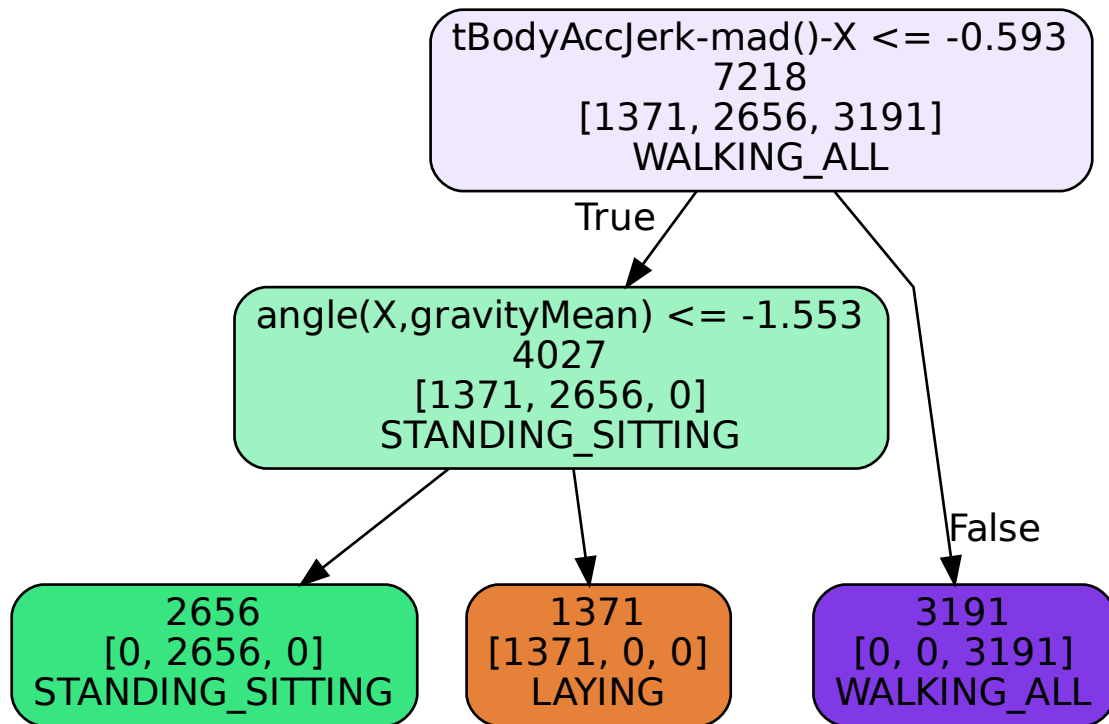 tBodyAccJerk-mad()-X <= -0.593
7218
[1371, 2656, 3191]
WALKING_ALL
True
angle(X,gravityMean) <= -1.553
4027
[1371, 2656, 0]
STANDING_SITTING
False
2656
[0, 2656, 0]
STANDING_SITTING
1371
[1371, 0, 0]
LAYING
3191
[0, 0, 3191]
WALKING_ALL